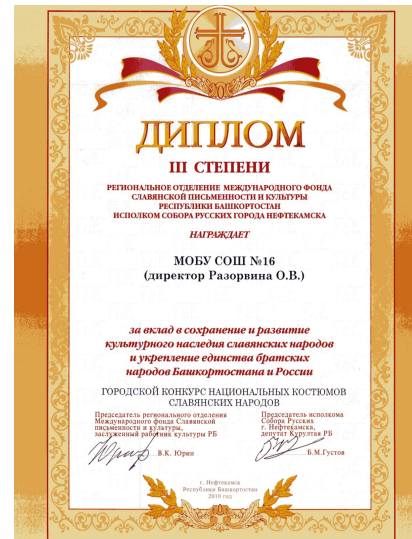 ДИПЛОМ
III СТЕПЕНИ
РЕГИОНАЛЬНОЕ ОТДЕЛЕНИЕ МЕЖДУНАРОДНОГО ФОНДА
СЛАВЯНСКОЙ ПИСЬМЕННОСТИ И КУЛЬТУРЫ
РЕСПУБЛИКИ БАШКОРТОСТАН
ИСПОЛКОМ СОБОРА РУССКИХ ГОРОДА НЕФТЕКАМСКА
НАГРАЖДАЕТ
МОБУ СОШ №16
(директор Разорвина О.В.)
за вклад в сохранение и развитие
культурного наследия славянских народов
и укрепление единства братских
народов Башкортостана и России
ГОРОДСКОЙ КОНКУРС НАЦИОНАЛЬНЫХ КОСТЮМОВ
СЛАВЯНСКИХ НАРОДОВ
Председатель регионального отделения
Международного фонда Славянской
письменности и культуры,
заслуженный работник культуры РБ
В.К. Юрин
Председатель исполкома
Собора Русских
г. Нефтекамска,
депутат Курултая РБ
Б.М.Густов
г. Нефтекамск
Республики Башкортостан
2010 год